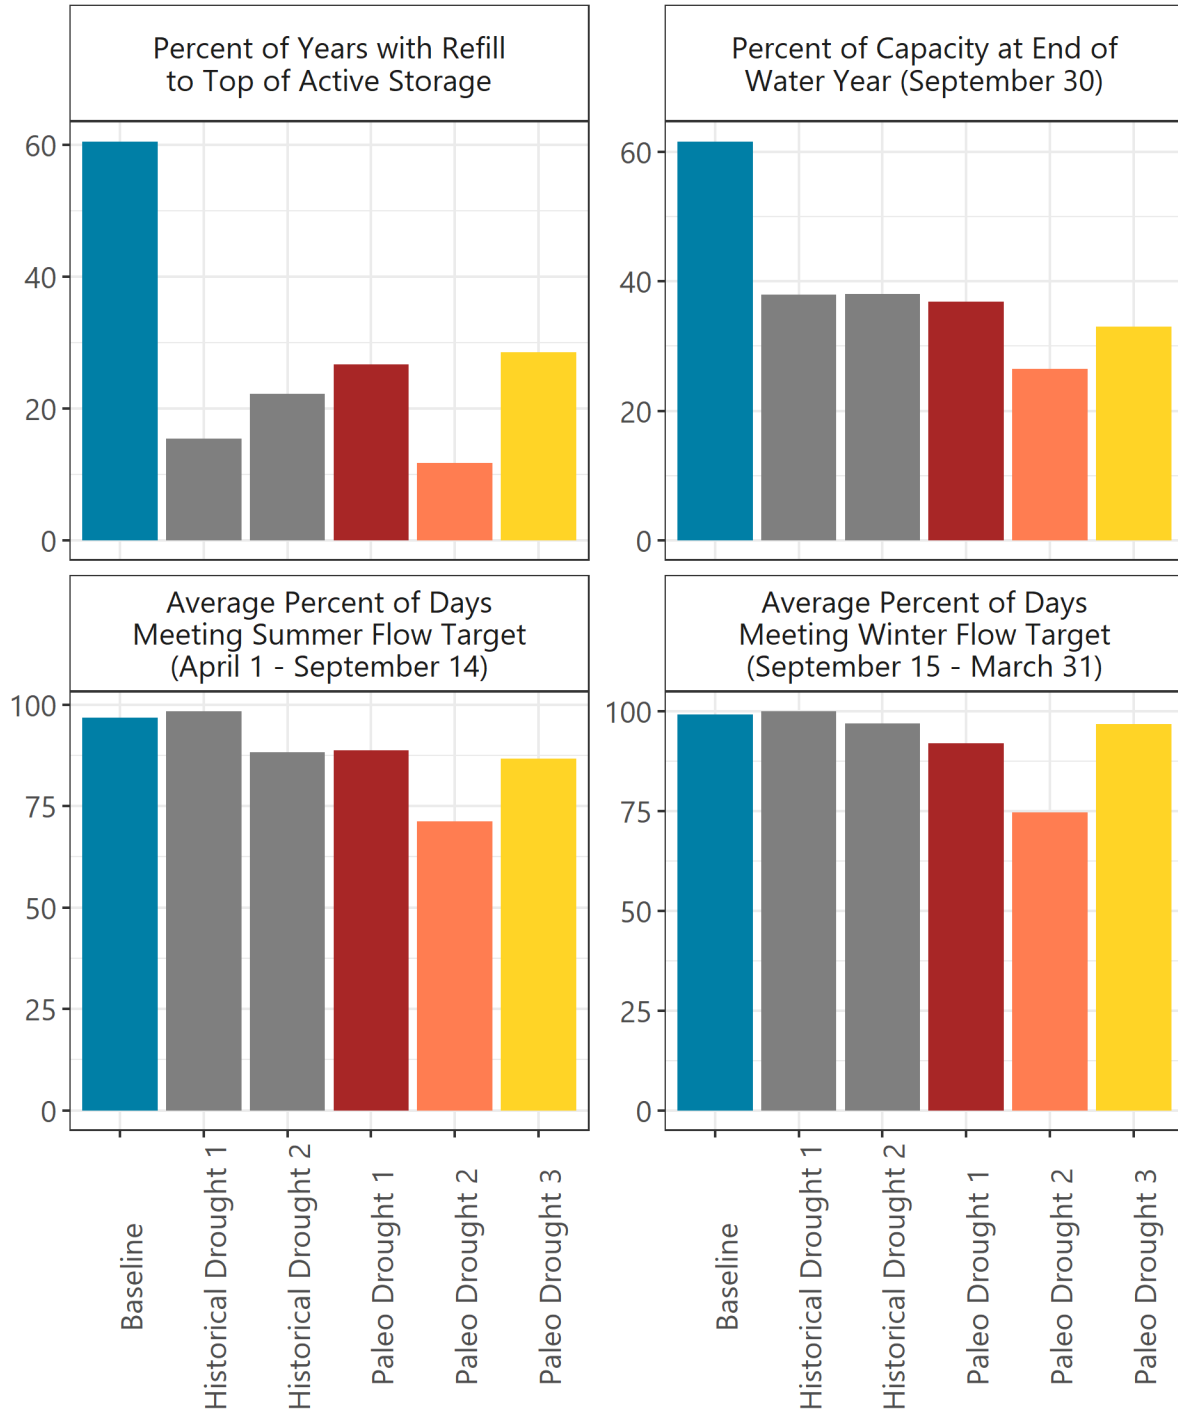 Percent of Years with Refill
to Top of Active Storage
60
40
20
0
Percent of Capacity at End of
Water Year (September 30)
60
40
20
0
Average Percent of Days
Meeting Summer Flow Target
(April 1 - September 14)
100
75
50
25
0
Average Percent of Days
Meeting Winter Flow Target
(September 15 - March 31)
100
75
50
25
0
Baseline
Historical Drought 1
Historical Drought 2
Paleo Drought 1
Paleo Drought 2
Paleo Drought 3
Baseline
Historical Drought 1
Historical Drought 2
Paleo Drought 1
Paleo Drought 2
Paleo Drought 3